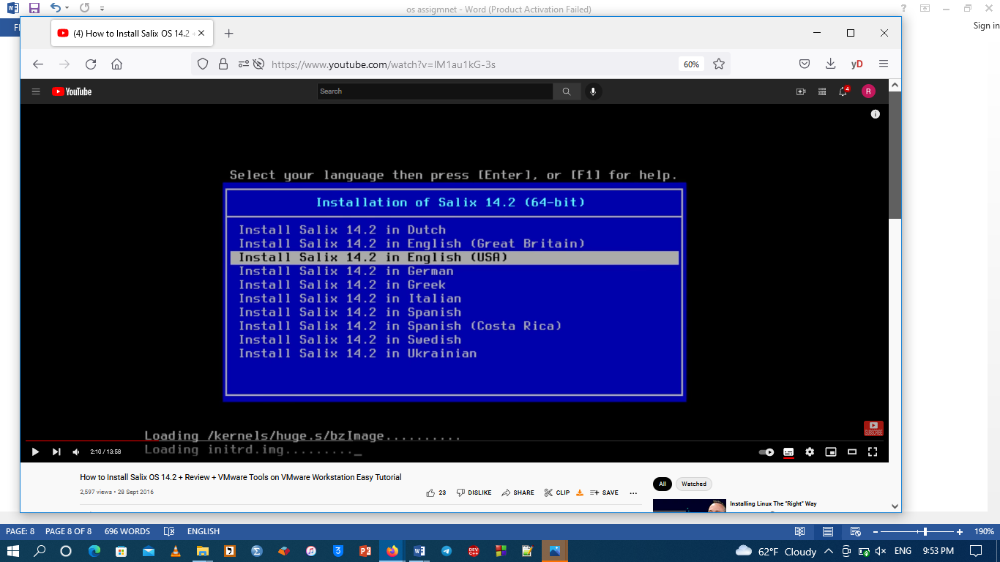 os assigmnet - Word (Product Activation Failed)
Sign in
(4) How to Install Salix OS 14.2 +
https://www.youtube.com/watch?v=IM1au1kG-3s
60%
yD
YouTube
Search
4
R
Select your language then press [Enter], or [F1] for help.
Installation of Salix 14.2 (64-bit)
Install Salix 14.2 in Dutch
Install Salix 14.2 in English (Great Britain)
Install Salix 14.2 in English (USA)
Install Salix 14.2 in German
Install Salix 14.2 in Greek
Install Salix 14.2 in Italian
Install Salix 14.2 in Spanish
Install Salix 14.2 in Spanish (Costa Rica)
Install Salix 14.2 in Swedish
Install Salix 14.2 in Ukrainian
SUBSCRIBE
Loading /kernels/huge.s/bzImage..........
Loading initrd.img........._
2:10 / 13:58
How to Install Salix OS 14.2 + Review + VMware Tools on VMware Workstation Easy Tutorial
2,597 views • 28 Sept 2016
23 DISLIKE SHARE CLIP SAVE ...
All Watched
Installing Linux The "Right" Way
PAGE: 8 PAGE 8 OF 8 696 WORDS ENGLISH 190%
62°F Cloudy ENG 9:53 PM